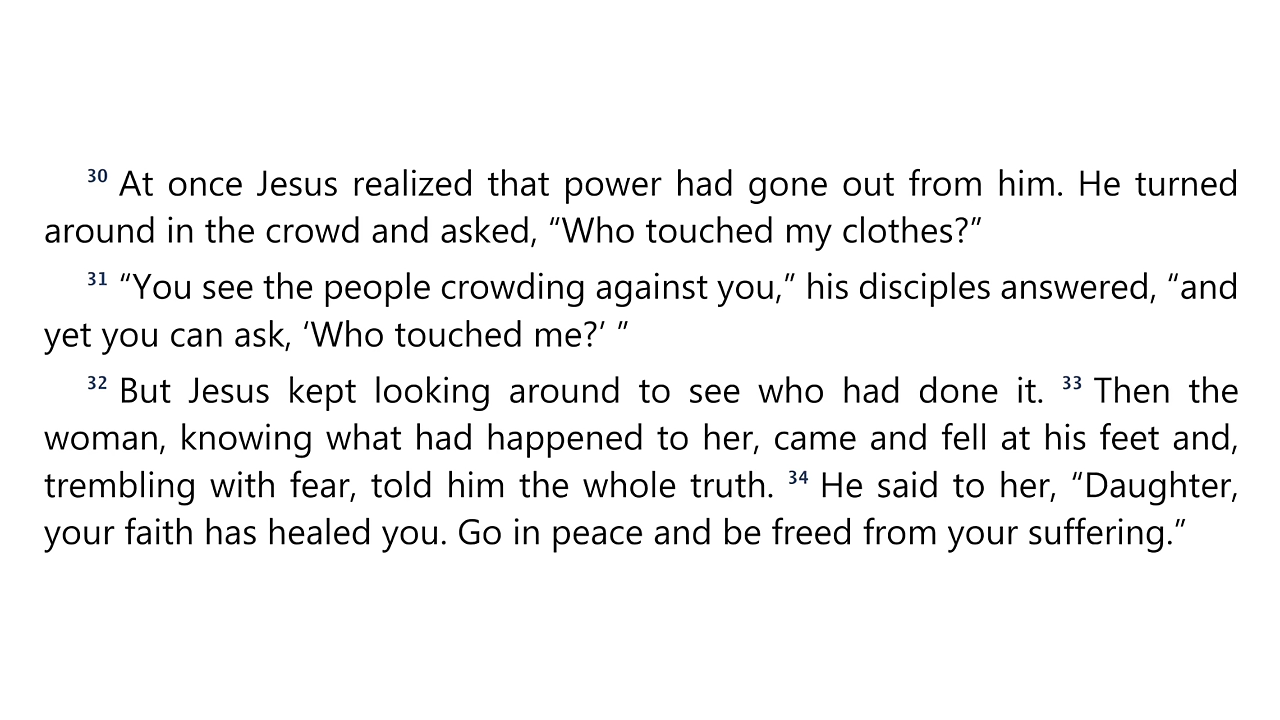 30 At once Jesus realized that power had gone out from him. He turned
around in the crowd and asked, “Who touched my clothes?”
31 “You see the people crowding against you,” his disciples answered, “and
yet you can ask, ‘Who touched me?’ ”
32 But Jesus kept looking around to see who had done it. 33 Then the
woman, knowing what had happened to her, came and fell at his feet and,
trembling with fear, told him the whole truth. 34 He said to her, “Daughter,
your faith has healed you. Go in peace and be freed from your suffering.”